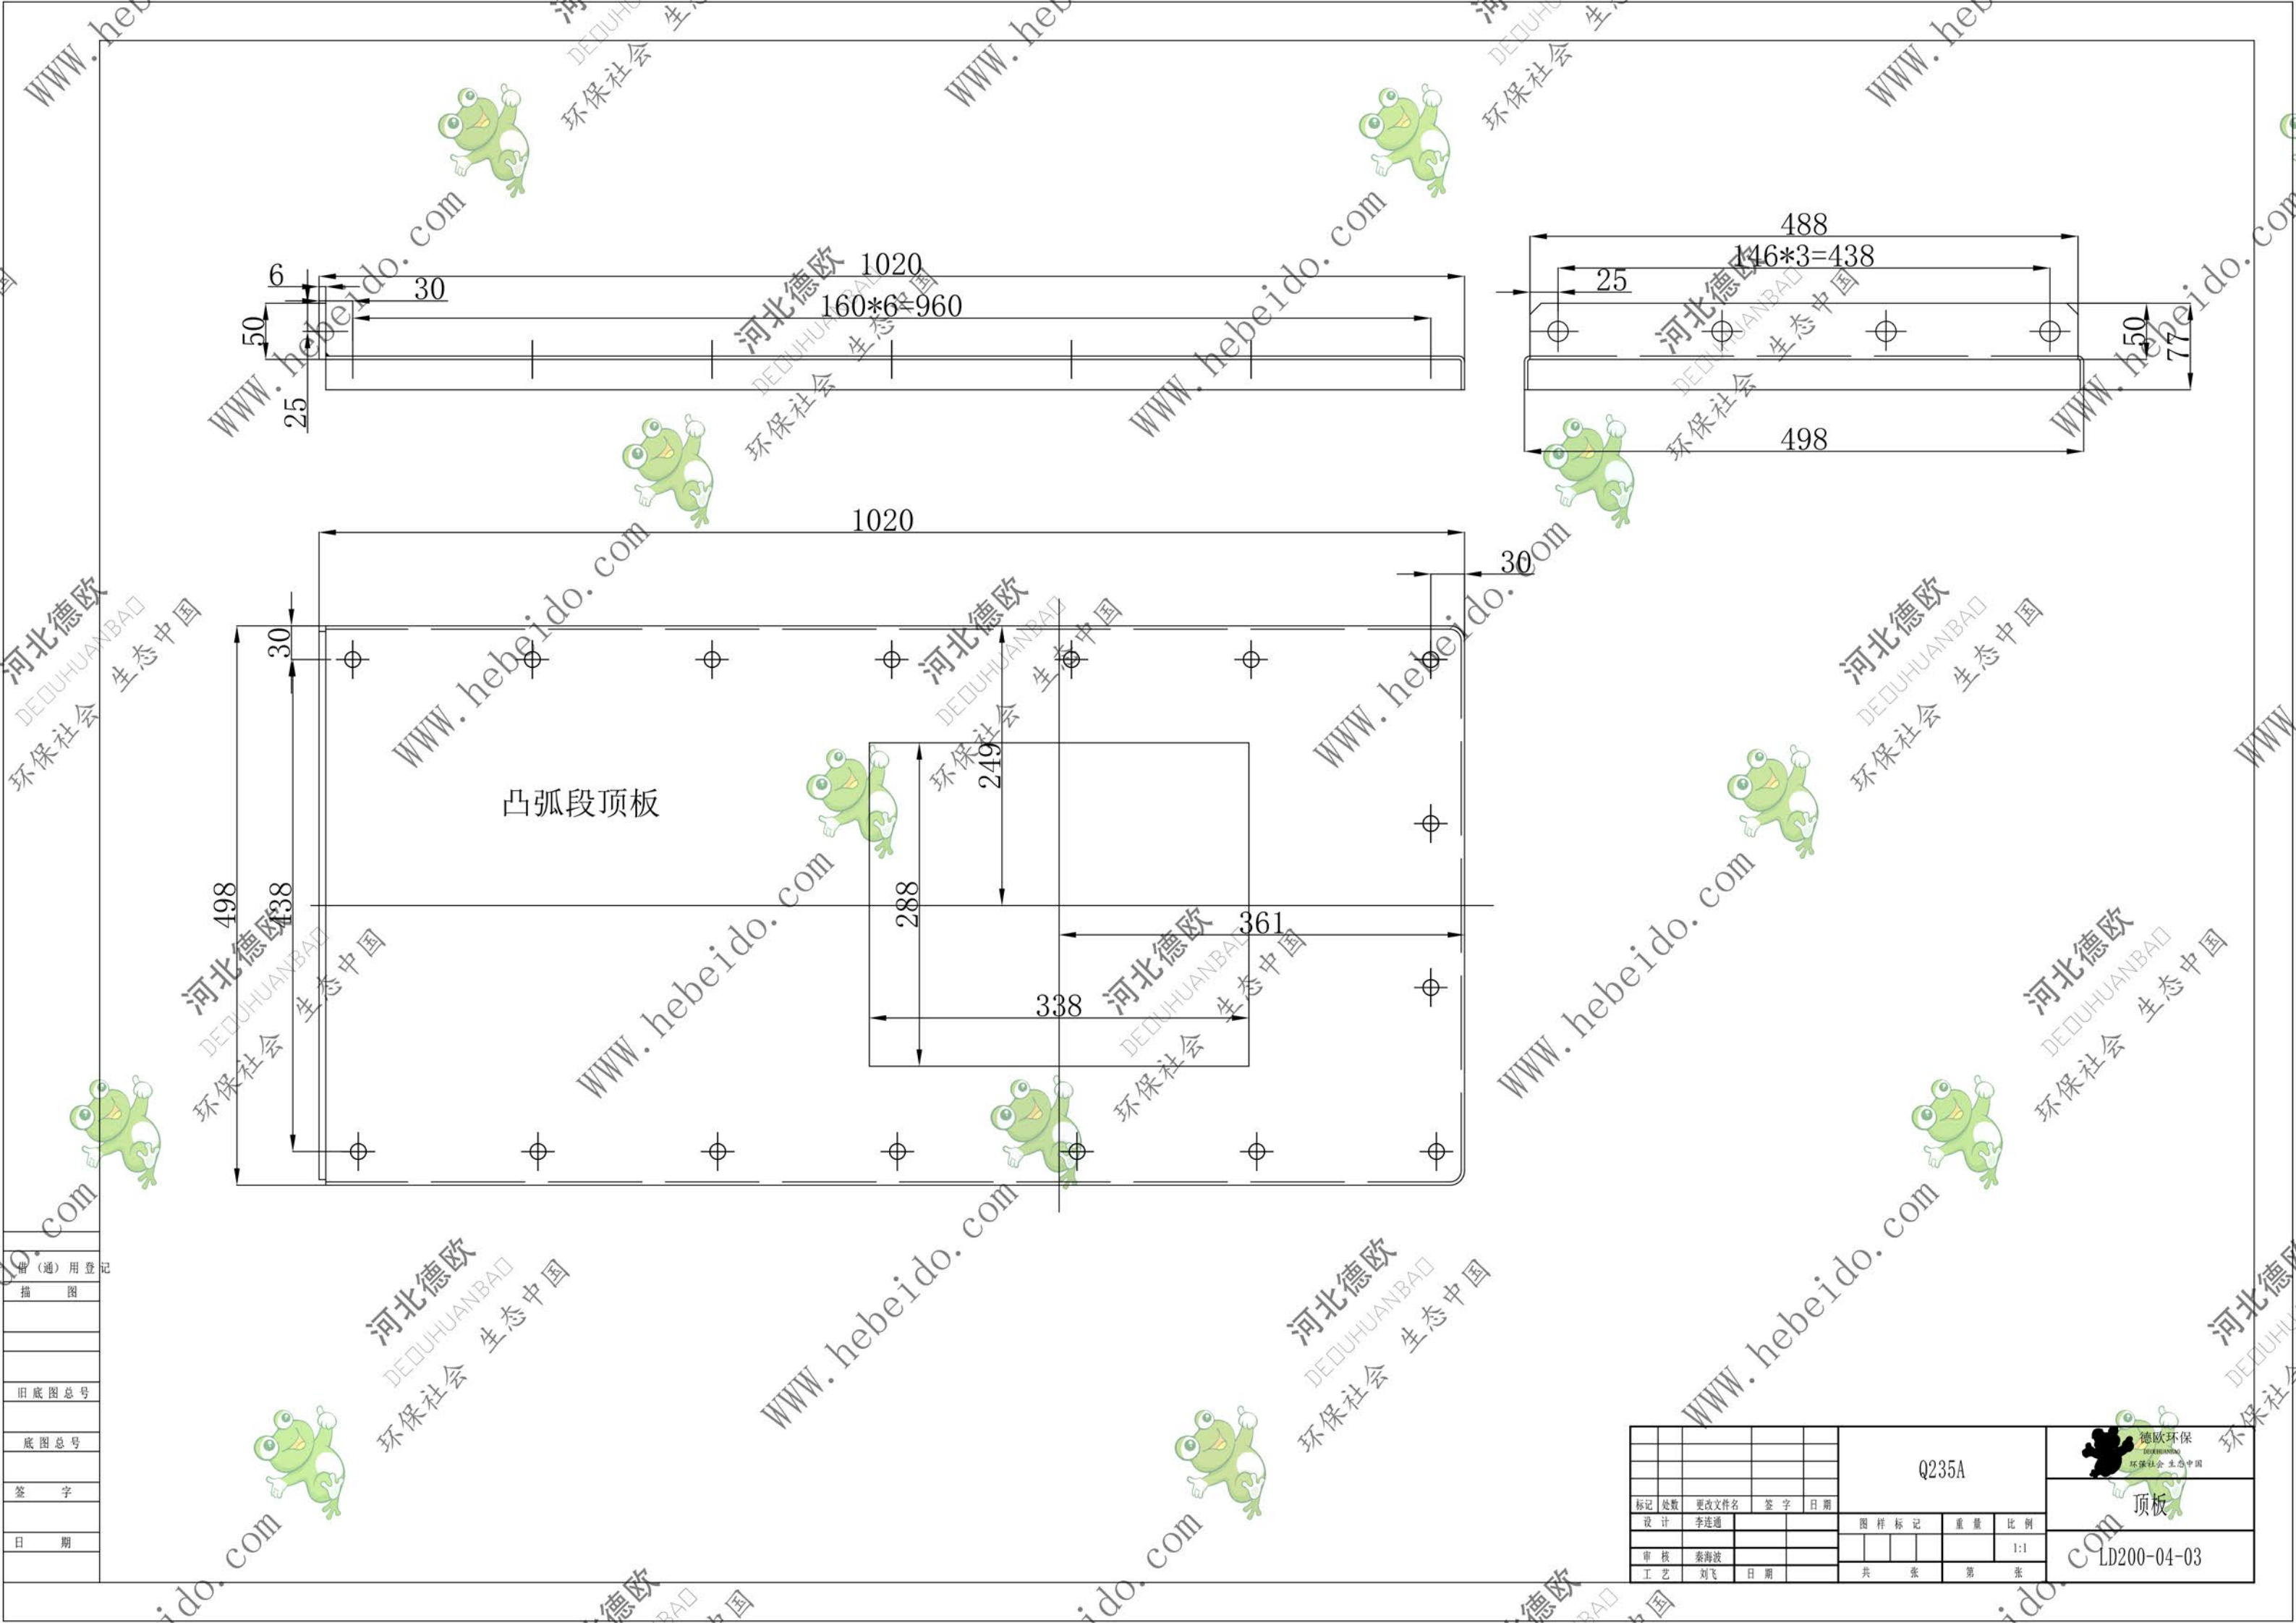 488
146*3=438
25
50
77
498
1020
160*6=960
6
30
50
25
1020
30
30
498
438
249
288
361
338
凸弧段顶板
借（通）用登记
描 图
旧底图总号
底图总号
签 字
日 期
标记 处数 更改文件名 签 字 日 期
设 计 李连通
审 核 秦海波
工 艺 刘飞 日 期
Q235A
图 样 标 记 重 量 比 例
1:1
共 张 第 张
德欧环保
DEOUHUANBAO
环保社会 生态中国
顶板
LD200-04-03
河北德欧
DEOUHUANBAO
环保社会 生态中国
WWW.hebeido.com